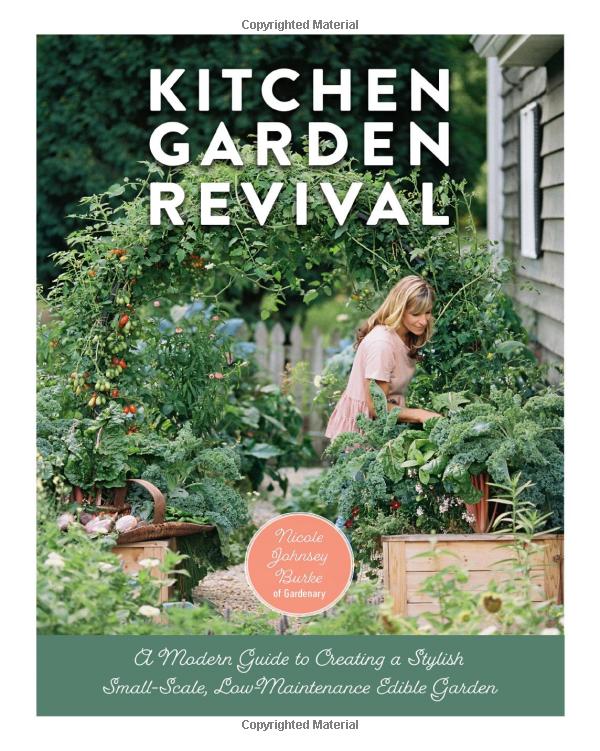 Copyrighted Material
KITCHEN
GARDEN
REVIVAL
Nicole
Johnsey
Burke
of Gardenary
A Modern Guide to Creating a Stylish
Small-Scale, Low-Maintenance Edible Garden
Copyrighted Material